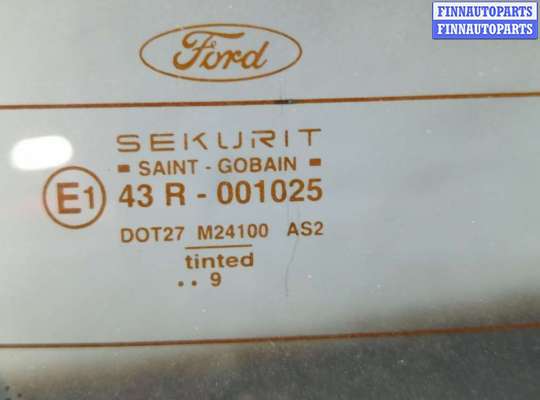 FINNAUTOPARTS
FINNAUTOPARTS
Ford
SEKURIT
▪ SAINT - GOBAIN ▪
E1 43 R - 001025
DOT27 M24100 AS2
tinted
.. 9